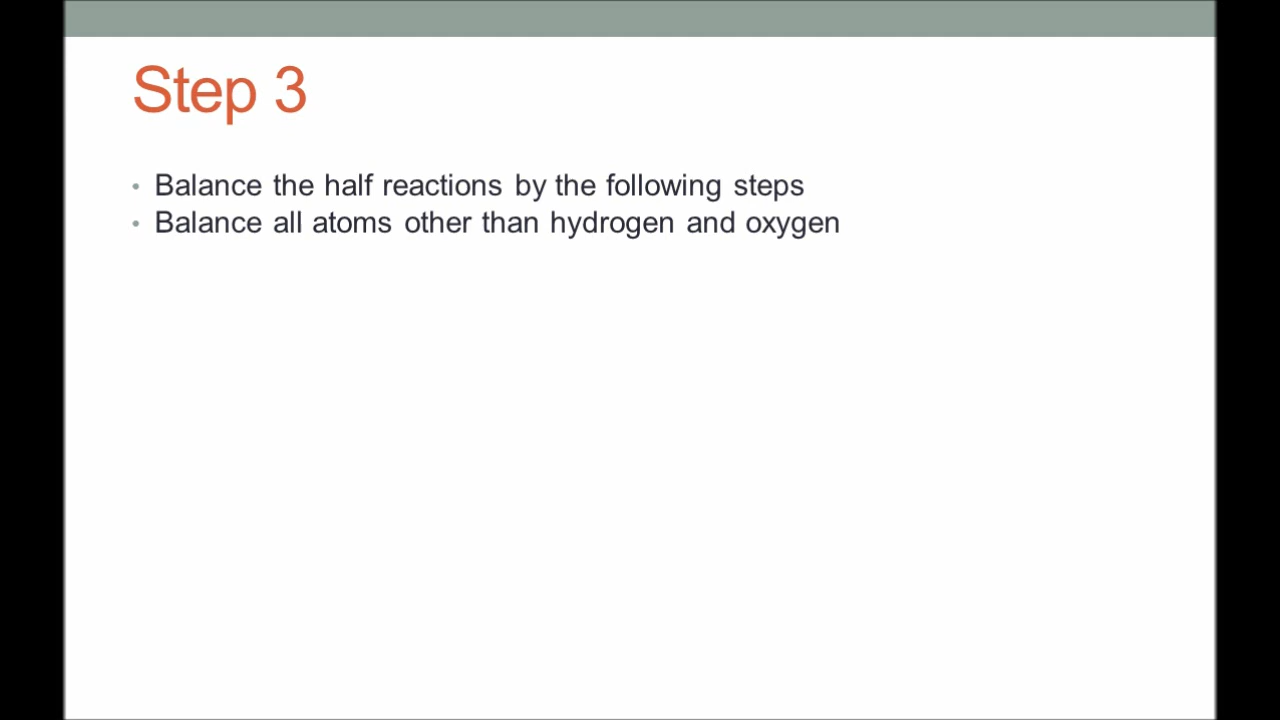 Step 3
• Balance the half reactions by the following steps
• Balance all atoms other than hydrogen and oxygen